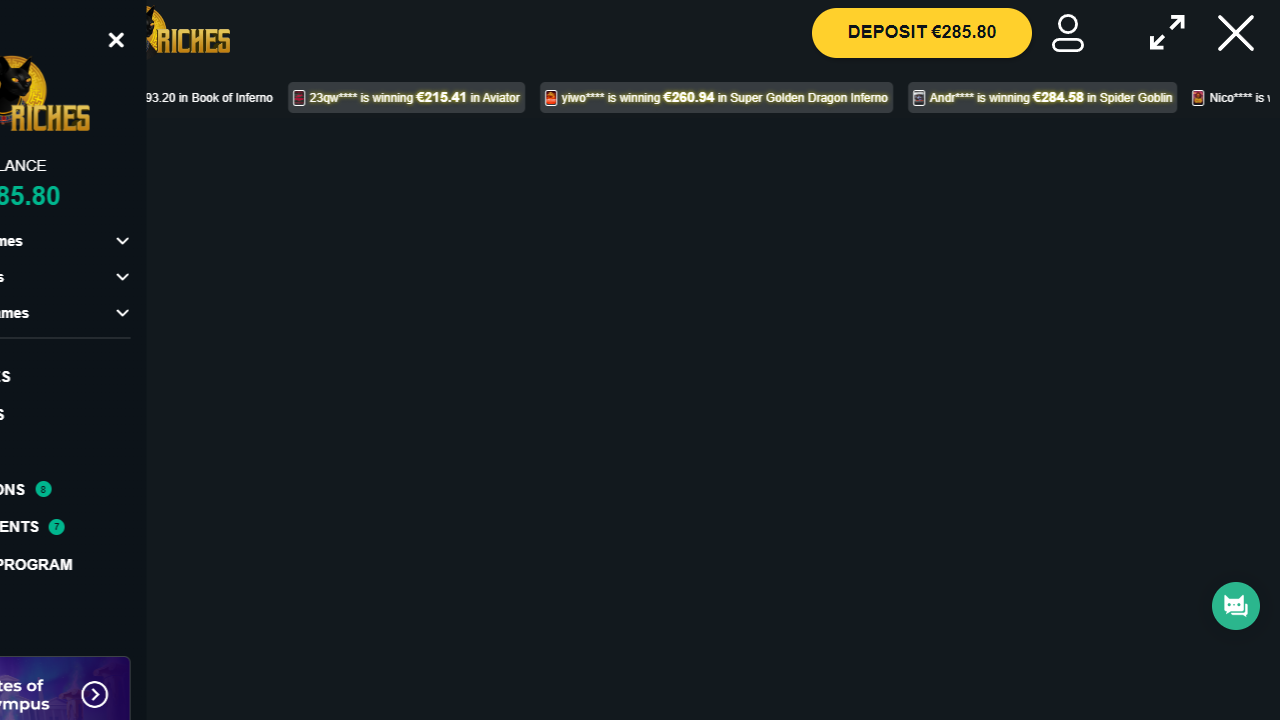 RICHES
DEPOSIT €285.80
93.20 in Book of Inferno
23qw**** is winning €215.41 in Aviator
yiwo**** is winning €260.94 in Super Golden Dragon Inferno
Andr**** is winning €284.58 in Spider Goblin
Nico**** is
RICHES
LANCE
85.80
mes
s
ames
ES
S
ONS 8
ENTS 7
PROGRAM
tes of
ympus